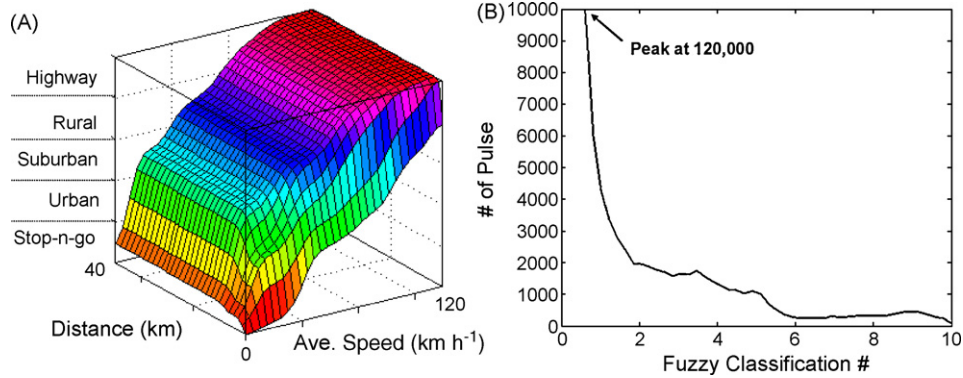 (A)
Highway
Rural
Suburban
Urban
Stop-n-go
40
Distance (km)
0
Ave. Speed (km h-1)
120
(B)
10000
9000
8000
7000
6000
5000
4000
3000
2000
1000
0
# of Pulse
Peak at 120,000
0 2 4 6 8 10
Fuzzy Classification #